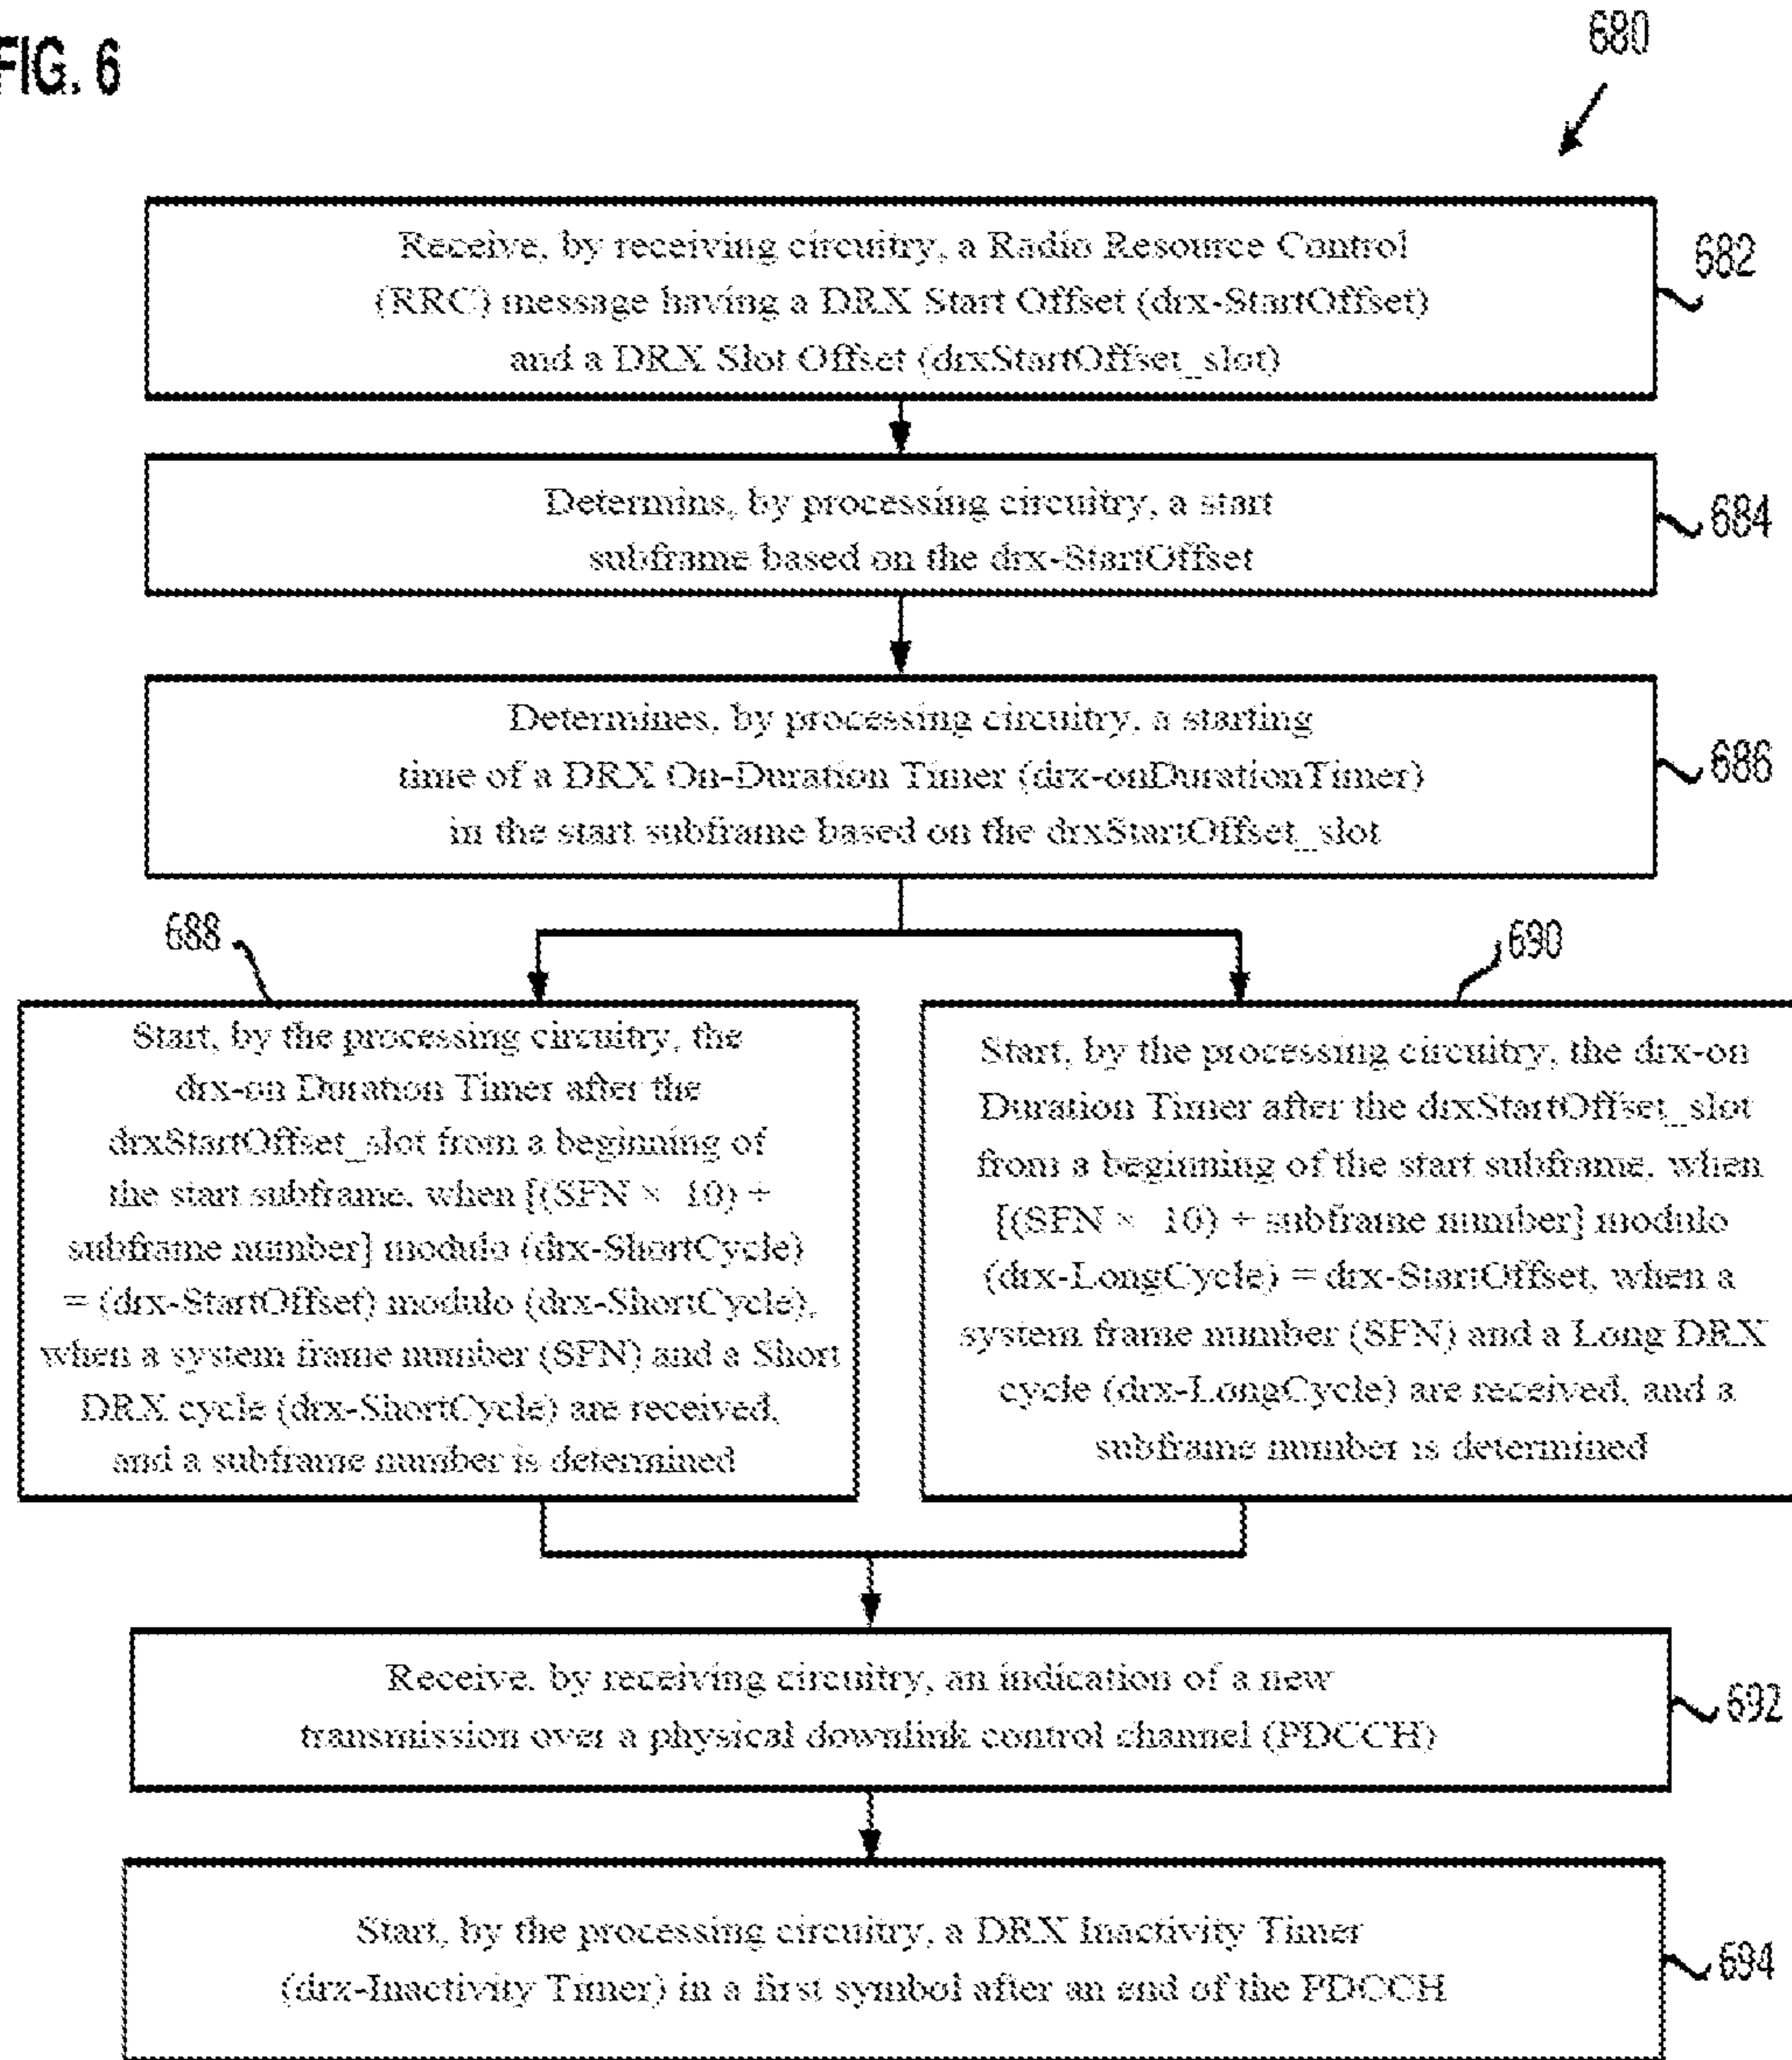 FIG. 6
680
Receive, by receiving circuitry, a Radio Resource Control
(RRC) message having a DRX Start Offset (drx-StartOffset)
and a DRX Slot Offset (drxStartOffset_slot)
682
Determins, by processing circuitry, a start
subframe based on the drx-StartOffset
684
Determines, by processing circuitry, a starting
time of a DRX On-Duration Timer (drx-onDurationTimer)
in the start subframe based on the drxStartOffset_slot
686
688
Start, by the processing circuitry, the
drx-on Duration Timer after the
drxStartOffset_slot from a beginning of
the start subframe, when [(SFN × 10) +
subframe number] modulo (drx-ShortCycle)
= (drx-StartOffset) modulo (drx-ShortCycle),
when a system frame number (SFN) and a Short
DRX cycle (drx-ShortCycle) are received,
and a subframe number is determined
690
Start, by the processing circuitry, the drx-on
Duration Timer after the drxStartOffset_slot
from a beginning of the start subframe, when
[(SFN × 10) + subframe number] modulo
(drx-LongCycle) = drx-StartOffset, when a
system frame number (SFN) and a Long DRX
cycle (drx-LongCycle) are received, and a
subframe number is determined
Receive, by receiving circuitry, an indication of a new
transmission over a physical downlink control channel (PDCCH)
692
Start, by the processing circuitry, a DRX Inactivity Timer
(drx-Inactivity Timer) in a first symbol after an end of the PDCCH
694